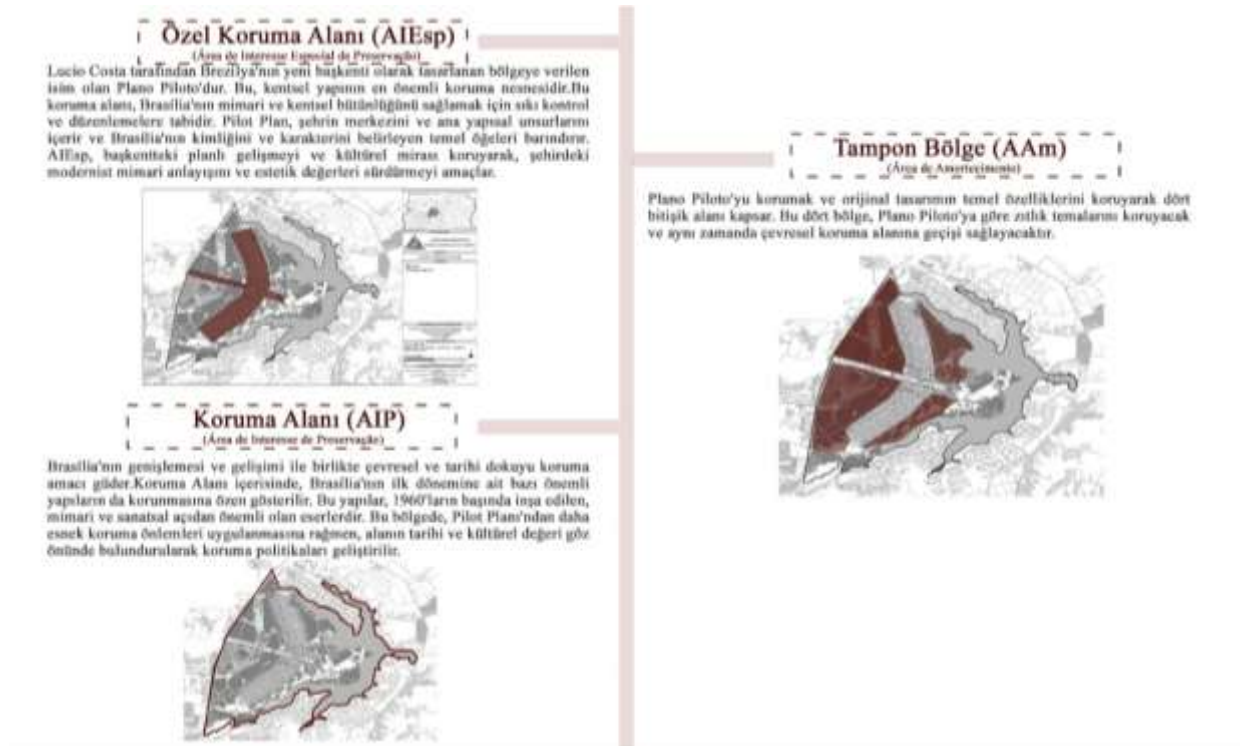 Özel Koruma Alanı (AIEsp)
(Área de Interesse Especial de Preservação)
Lucio Costa tarafından Brezilya'nın yeni başkenti olarak tasarlanan bölgeye verilen
isim olan Plano Piloto'dur. Bu, kentsel yapının en önemli koruma nesnesidir.Bu
koruma alanı, Brasília'nın mimari ve kentsel bütünlüğünü sağlamak için sıkı kontrol
ve düzenlemelere tabidir. Pilot Plan, şehrin merkezini ve ana yapısal unsurlarını
içerir ve Brasília'nın kimliğini ve karakterini belirleyen temel öğeleri barındırır.
AIEsp, başkentteki planlı gelişmeyi ve kültürel mirası koruyarak, şehirdeki
modernist mimari anlayışını ve estetik değerleri sürdürmeyi amaçlar.
Koruma Alanı (AIP)
(Área de Interesse de Preservação)
Brasília'nın genişlemesi ve gelişimi ile birlikte çevresel ve tarihi dokuyu koruma
amacı güder.Koruma Alanı içerisinde, Brasília'nın ilk dönemine ait bazı önemli
yapıların da korunmasına özen gösterilir. Bu yapılar, 1960'ların başında inşa edilen,
mimari ve sanatsal açıdan önemli olan eserlerdir. Bu bölgede, Pilot Planı'ndan daha
esnek koruma önlemleri uygulanmasına rağmen, alanın tarihi ve kültürel değeri göz
önünde bulundurularak koruma politikaları geliştirilir.
Tampon Bölge (AAm)
(Área de Amortecimento)
Plano Piloto'yu korumak ve orijinal tasarımın temel özelliklerini koruyarak dört
bitişik alanı kapsar. Bu dört bölge, Plano Piloto'ya göre zıtlık temalarını koruyacak
ve aynı zamanda çevresel koruma alanına geçişi sağlayacaktır.